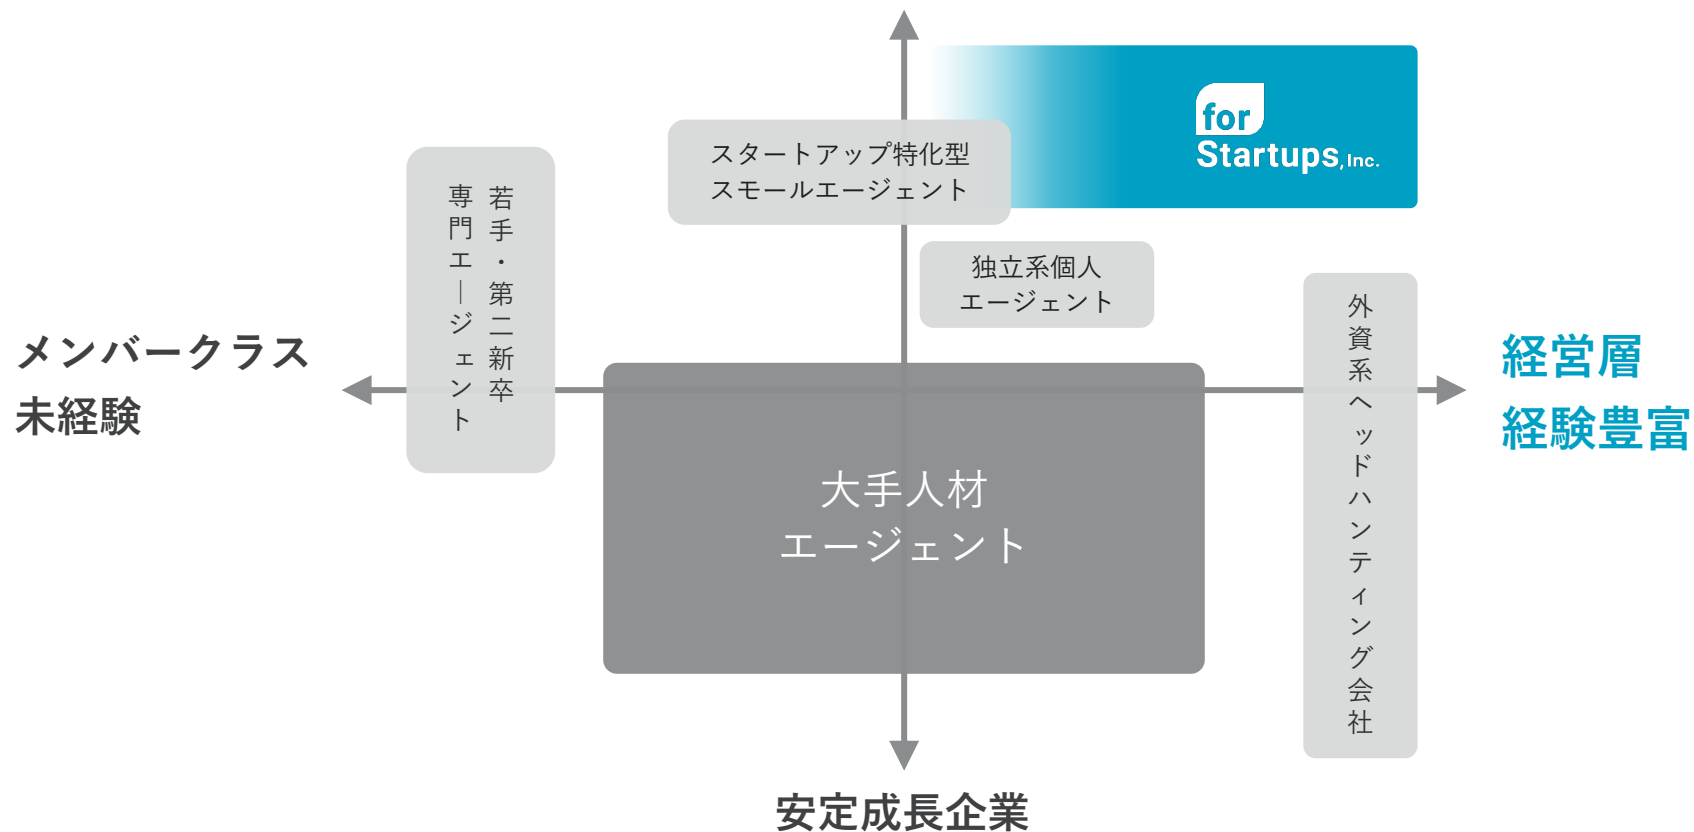 for
Startups, Inc.
スタートアップ特化型
スモールエージェント
若手・第二新卒
専門エージェント
独立系個人
エージェント
外資系ヘッドハンティング会社
メンバークラス
未経験
経営層
経験豊富
大手人材
エージェント
安定成長企業